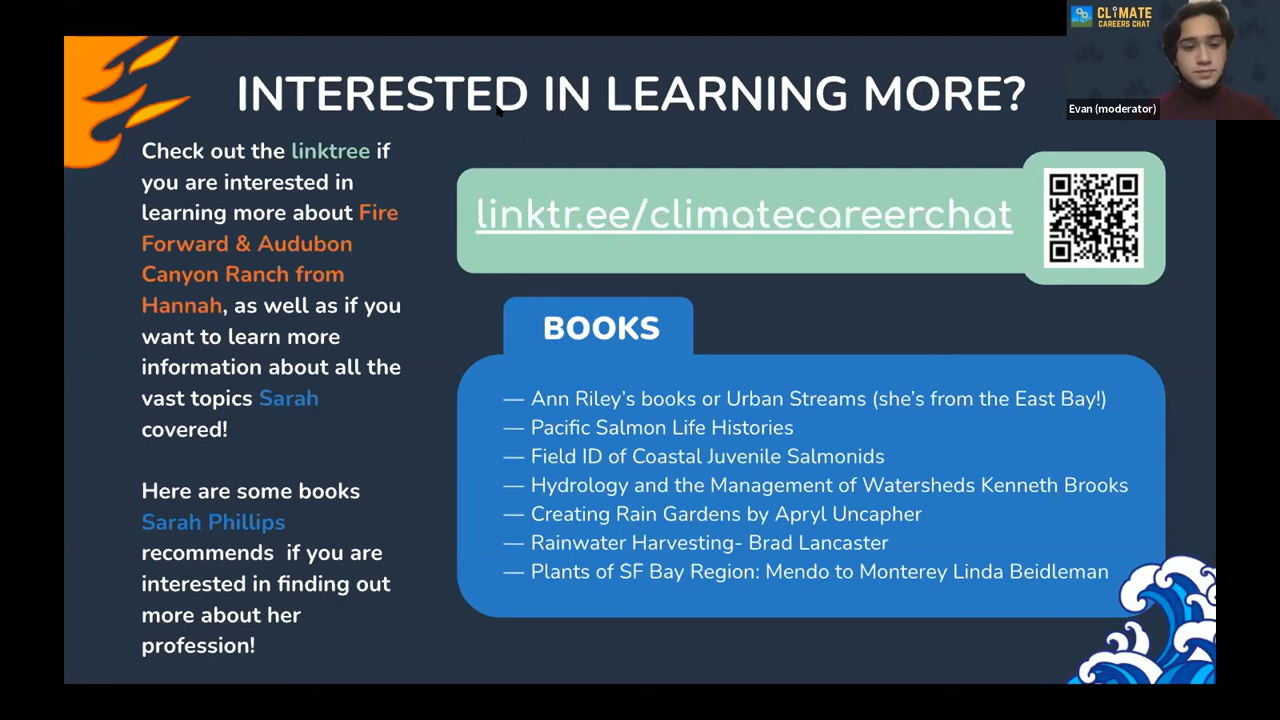 CLiMATE
CAREERS CHAT
Evan (moderator)
INTERESTED IN LEARNING MORE?
Check out the linktree if
you are interested in
learning more about Fire
Forward & Audubon
Canyon Ranch from
Hannah, as well as if you
want to learn more
information about all the
vast topics Sarah
covered!
Here are some books
Sarah Phillips
recommends  if you are
interested in finding out
more about her
profession!
linktr.ee/climatecareerchat
BOOKS
— Ann Riley's books or Urban Streams (she's from the East Bay!)
— Pacific Salmon Life Histories
— Field ID of Coastal Juvenile Salmonids
— Hydrology and the Management of Watersheds Kenneth Brooks
— Creating Rain Gardens by Apryl Uncapher
— Rainwater Harvesting- Brad Lancaster
— Plants of SF Bay Region: Mendo to Monterey Linda Beidleman